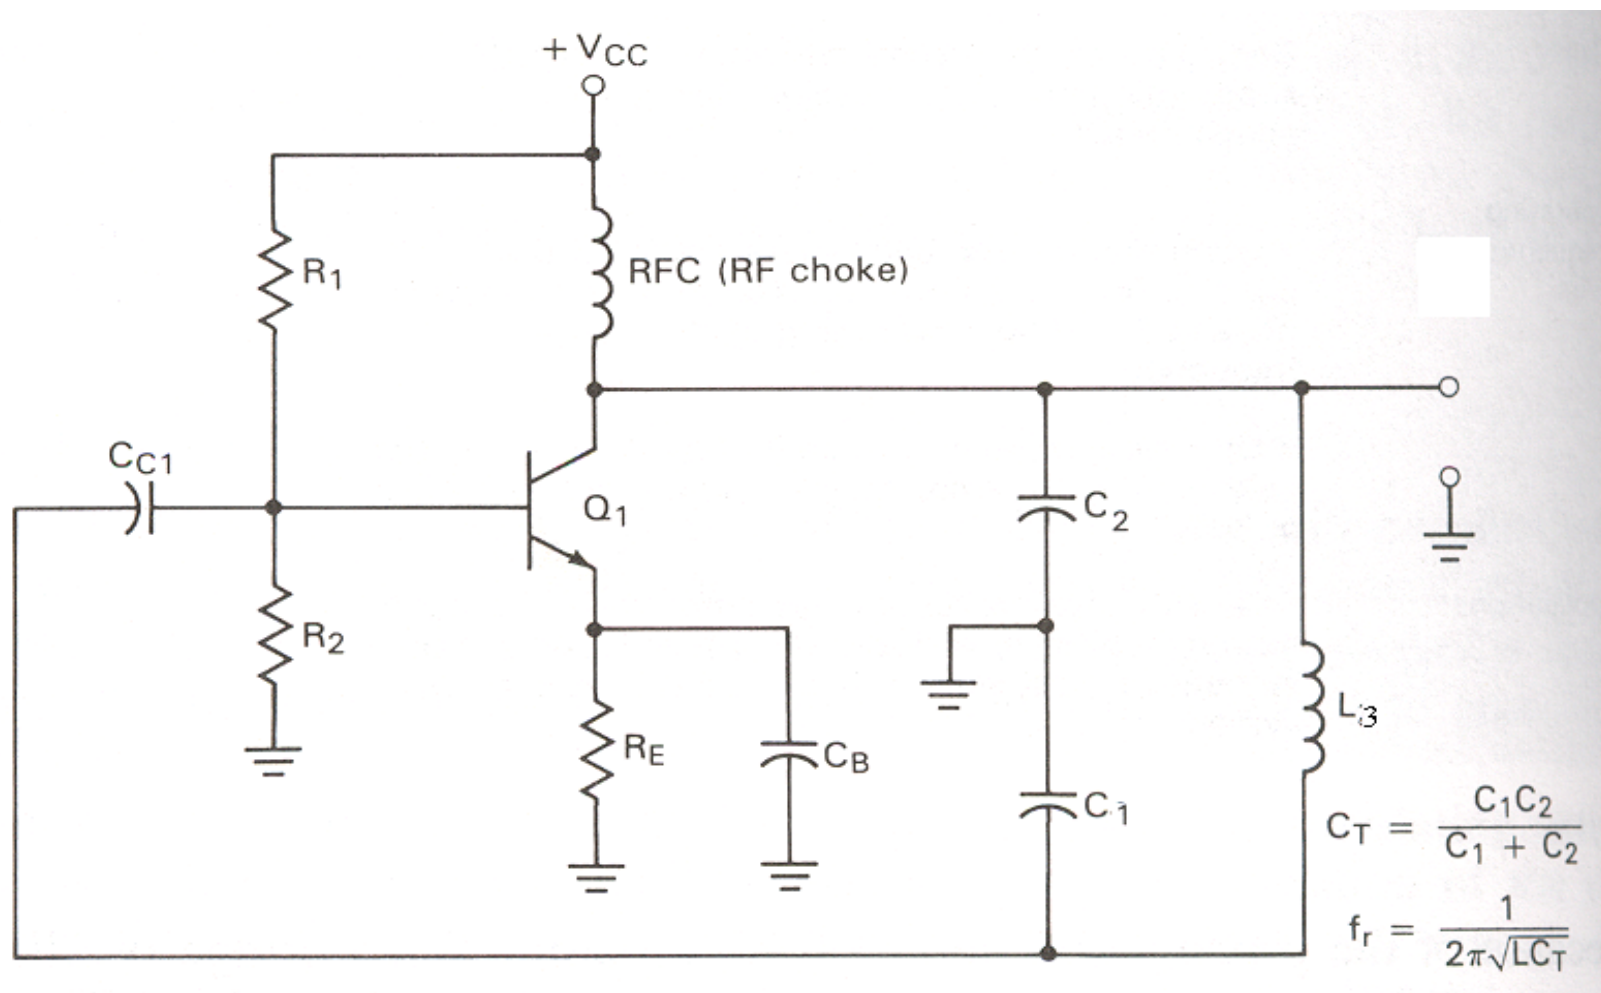 + VCC
R1
RFC (RF choke)
CC1
Q1
C2
R2
L3
RE
CB
C1
CT = C1C2 / C1 + C2
fr = 1 / 2π√LCT